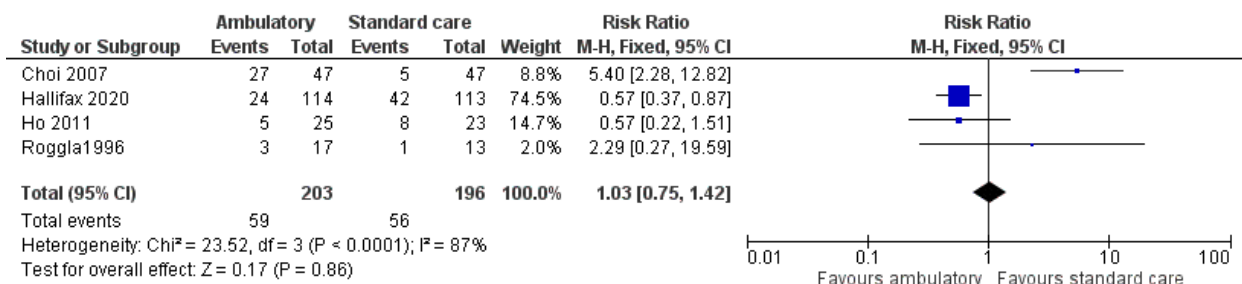 Ambulatory Standard care Risk Ratio Risk Ratio
Study or Subgroup Events Total Events Total Weight M-H, Fixed, 95% CI M-H, Fixed, 95% CI
Choi 2007 27 47 5 47 8.8% 5.40 [2.28, 12.82]
Hallifax 2020 24 114 42 113 74.5% 0.57 [0.37, 0.87]
Ho 2011 5 25 8 23 14.7% 0.57 [0.22, 1.51]
Roggla1996 3 17 1 13 2.0% 2.29 [0.27, 19.59]
Total (95% CI) 203 196 100.0% 1.03 [0.75, 1.42]
Total events 59 56
Heterogeneity: Chi² = 23.52, df = 3 (P < 0.0001); I² = 87%
Test for overall effect: Z = 0.17 (P = 0.86)
0.01 0.1 1 10 100
Favours ambulatory Favours standard care